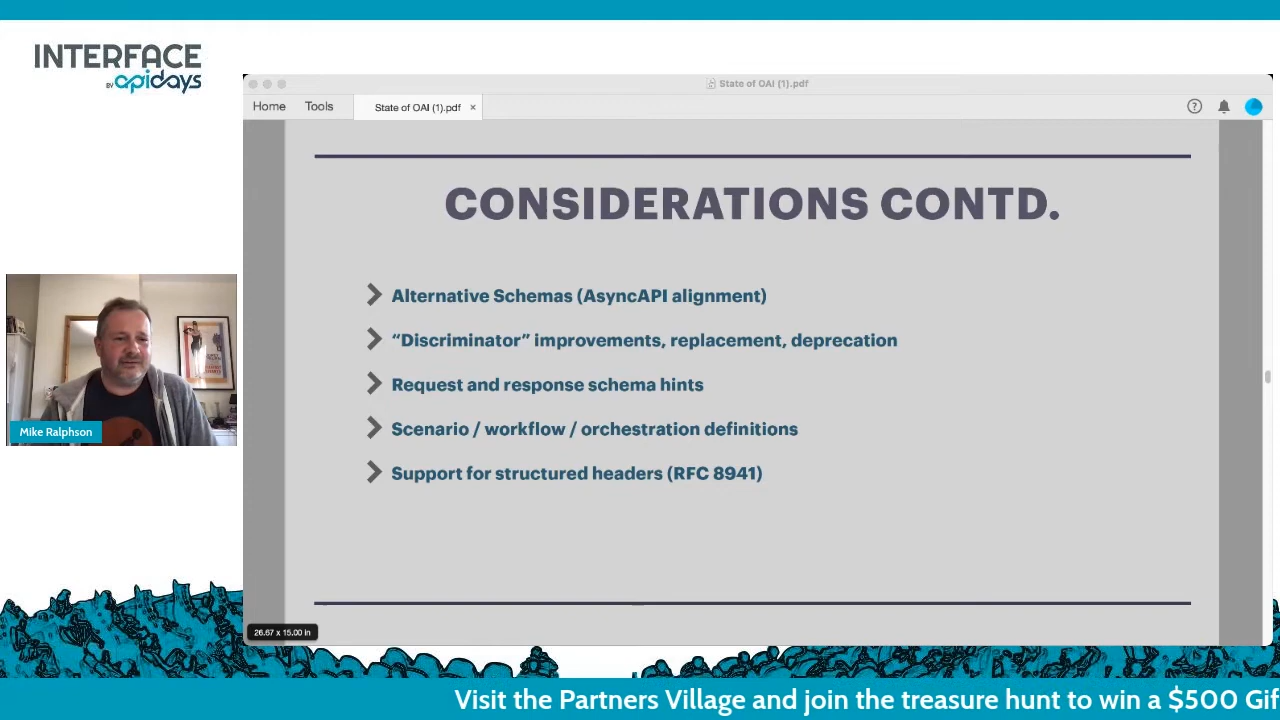 INTERFACE
BY apidays
State of OAI (1).pdf
Home
Tools
State of OAI (1).pdf ×
CONSIDERATIONS CONTD.
Alternative Schemas (AsyncAPI alignment)
“Discriminator” improvements, replacement, deprecation
Request and response schema hints
Scenario / workflow / orchestration definitions
Support for structured headers (RFC 8941)
Mike Ralphson
26.67 x 15.00 in
Visit the Partners Village and join the treasure hunt to win a $500 Gif